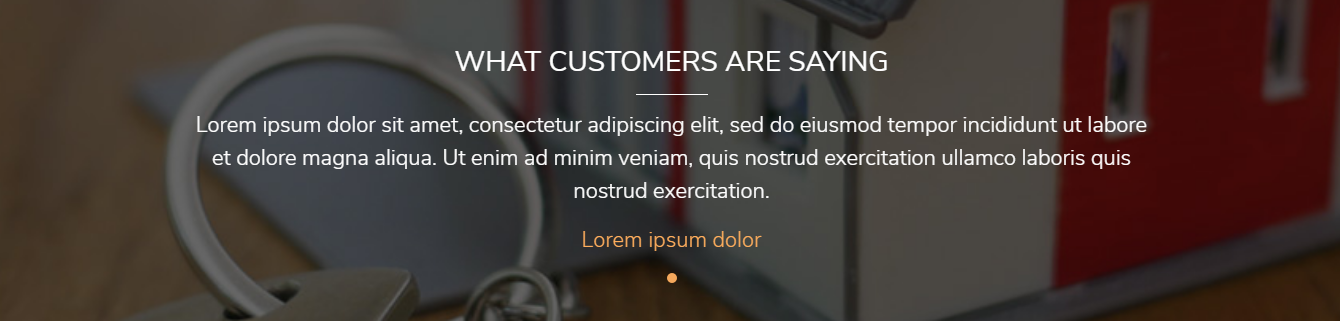 WHAT CUSTOMERS ARE SAYING
Lorem ipsum dolor sit amet, consectetur adipiscing elit, sed do eiusmod tempor incididunt ut labore
et dolore magna aliqua. Ut enim ad minim veniam, quis nostrud exercitation ullamco laboris quis
nostrud exercitation.
Lorem ipsum dolor